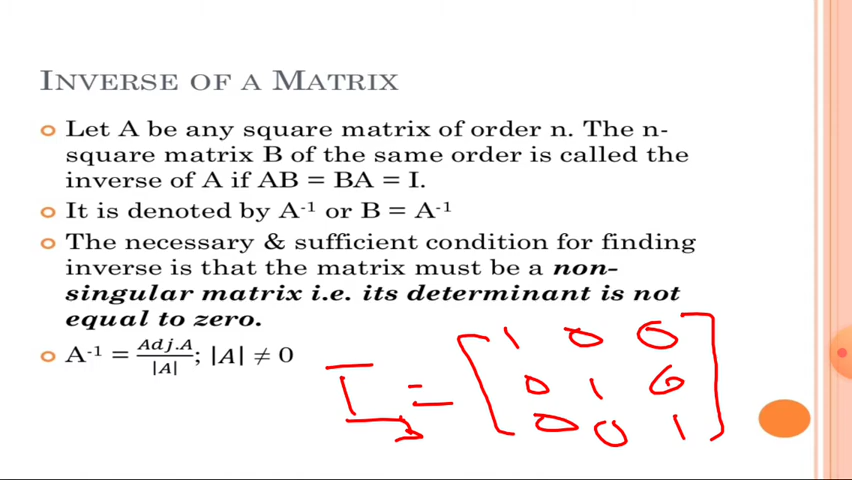 INVERSE OF A MATRIX
Let A be any square matrix of order n. The n-
square matrix B of the same order is called the
inverse of A if AB = BA = I.
It is denoted by A⁻¹ or B = A⁻¹
The necessary & sufficient condition for finding
inverse is that the matrix must be a non-
singular matrix i.e. its determinant is not
equal to zero.
A⁻¹ = Adj.A / |A| ; |A| ≠ 0
I₃ = [1 0 0
0 1 0
0 0 1]